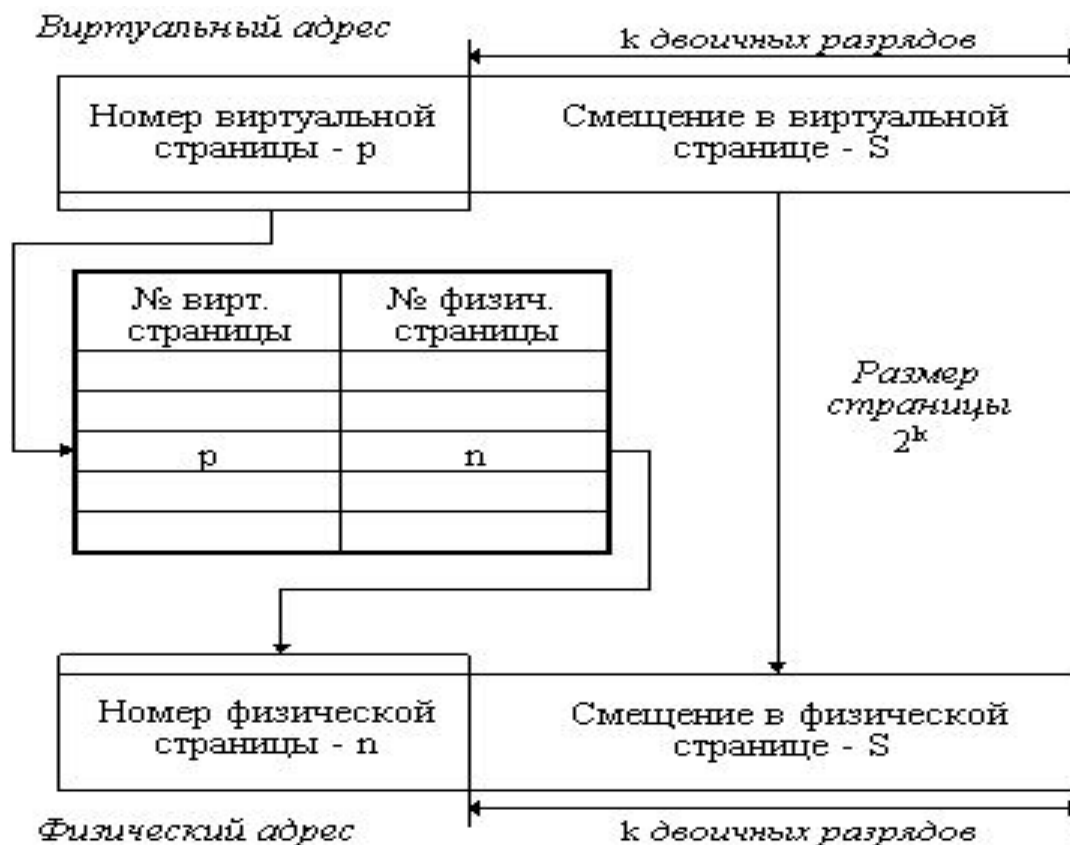 Виртуальный адрес
k двоичных разрядов
Номер виртуальной
страницы - p
Смещение в виртуальной
странице - S
№ вирт.
страницы
№ физич.
страницы
p
n
Размер
страницы
2ᵏ
Номер физической
страницы - n
Смещение в физической
странице - S
Физический адрес
k двоичных разрядов